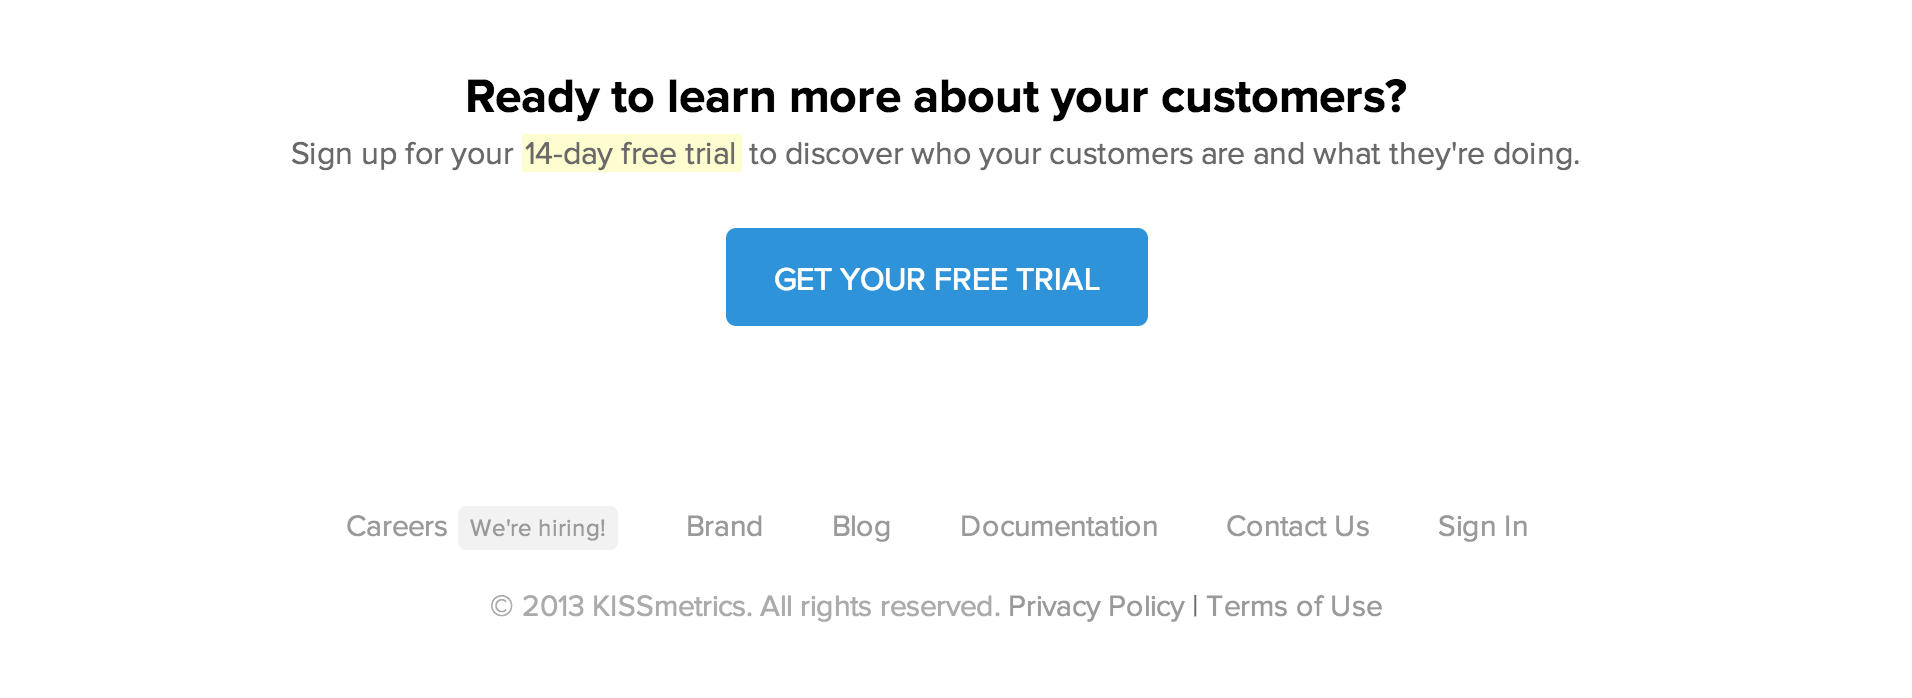 Ready to learn more about your customers?
Sign up for your 14-day free trial to discover who your customers are and what they're doing.
GET YOUR FREE TRIAL
Careers We're hiring! Brand Blog Documentation Contact Us Sign In
© 2013 KISSmetrics. All rights reserved. Privacy Policy | Terms of Use